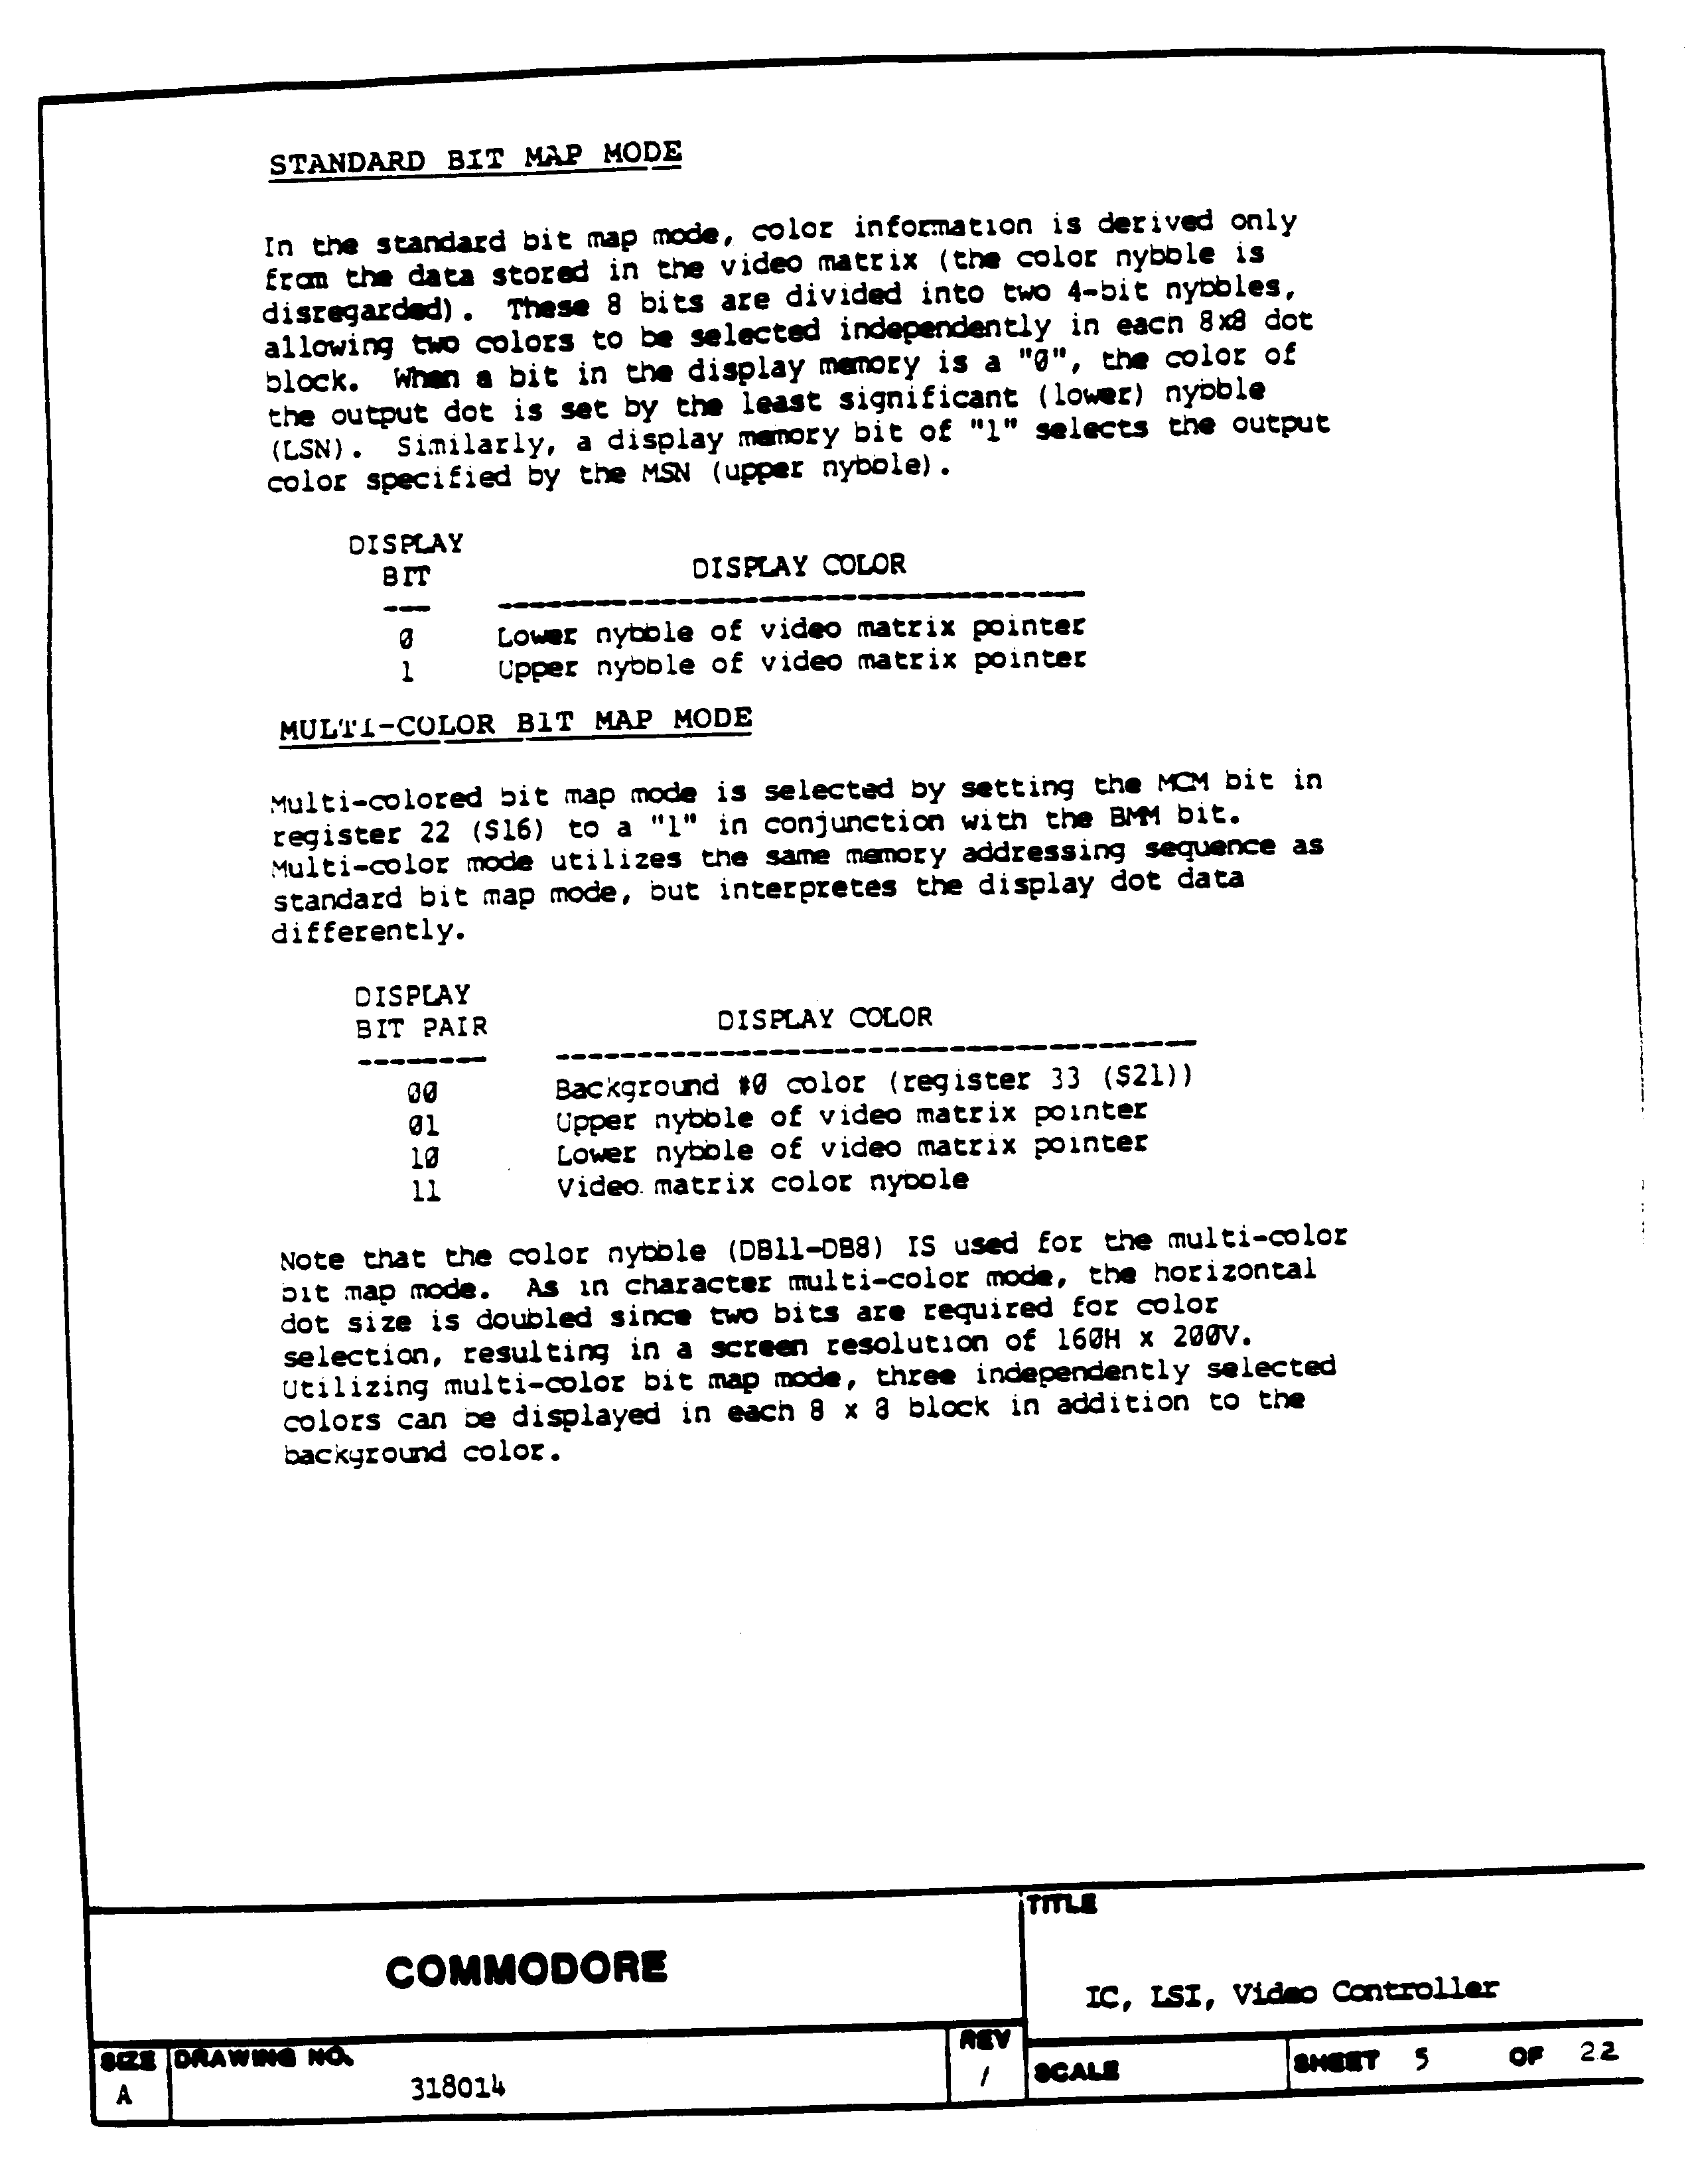 STANDARD BIT MAP MODE
In the standard bit map mode, color information is derived only
from the data stored in the video matrix (the color nybble is
disregarded). These 8 bits are divided into two 4-bit nybbles,
allowing two colors to be selected independently in each 8x8 dot
block. When a bit in the display memory is a "0", the color of
the output dot is set by the least significant (lower) nybble
(LSN). Similarly, a display memory bit of "1" selects the output
color specified by the MSN (upper nybble).
DISPLAY
BIT DISPLAY COLOR
--- -------------------------------------
0 Lower nybble of video matrix pointer
1 Upper nybble of video matrix pointer
MULTI-COLOR BIT MAP MODE
Multi-colored bit map mode is selected by setting the MCM bit in
register 22 ($16) to a "1" in conjunction with the BMM bit.
Multi-color mode utilizes the same memory addressing sequence as
standard bit map mode, but interpretes the display dot data
differently.
DISPLAY
BIT PAIR DISPLAY COLOR
-------- ----------------------------------------
00 Background #0 color (register 33 ($21))
01 Upper nybble of video matrix pointer
10 Lower nybble of video matrix pointer
11 Video matrix color nybble
Note that the color nybble (DB11-DB8) IS used for the multi-color
bit map mode. As in character multi-color mode, the horizontal
dot size is doubled since two bits are required for color
selection, resulting in a screen resolution of 160H x 200V.
Utilizing multi-color bit map mode, three independently selected
colors can be displayed in each 8 x 8 block in addition to the
background color.
COMMODORE
TITLE
IC, LSI, Video Controller
SIZE
A
DRAWING NO.
318014
REV
1
SCALE
SHEET 5 OF 22